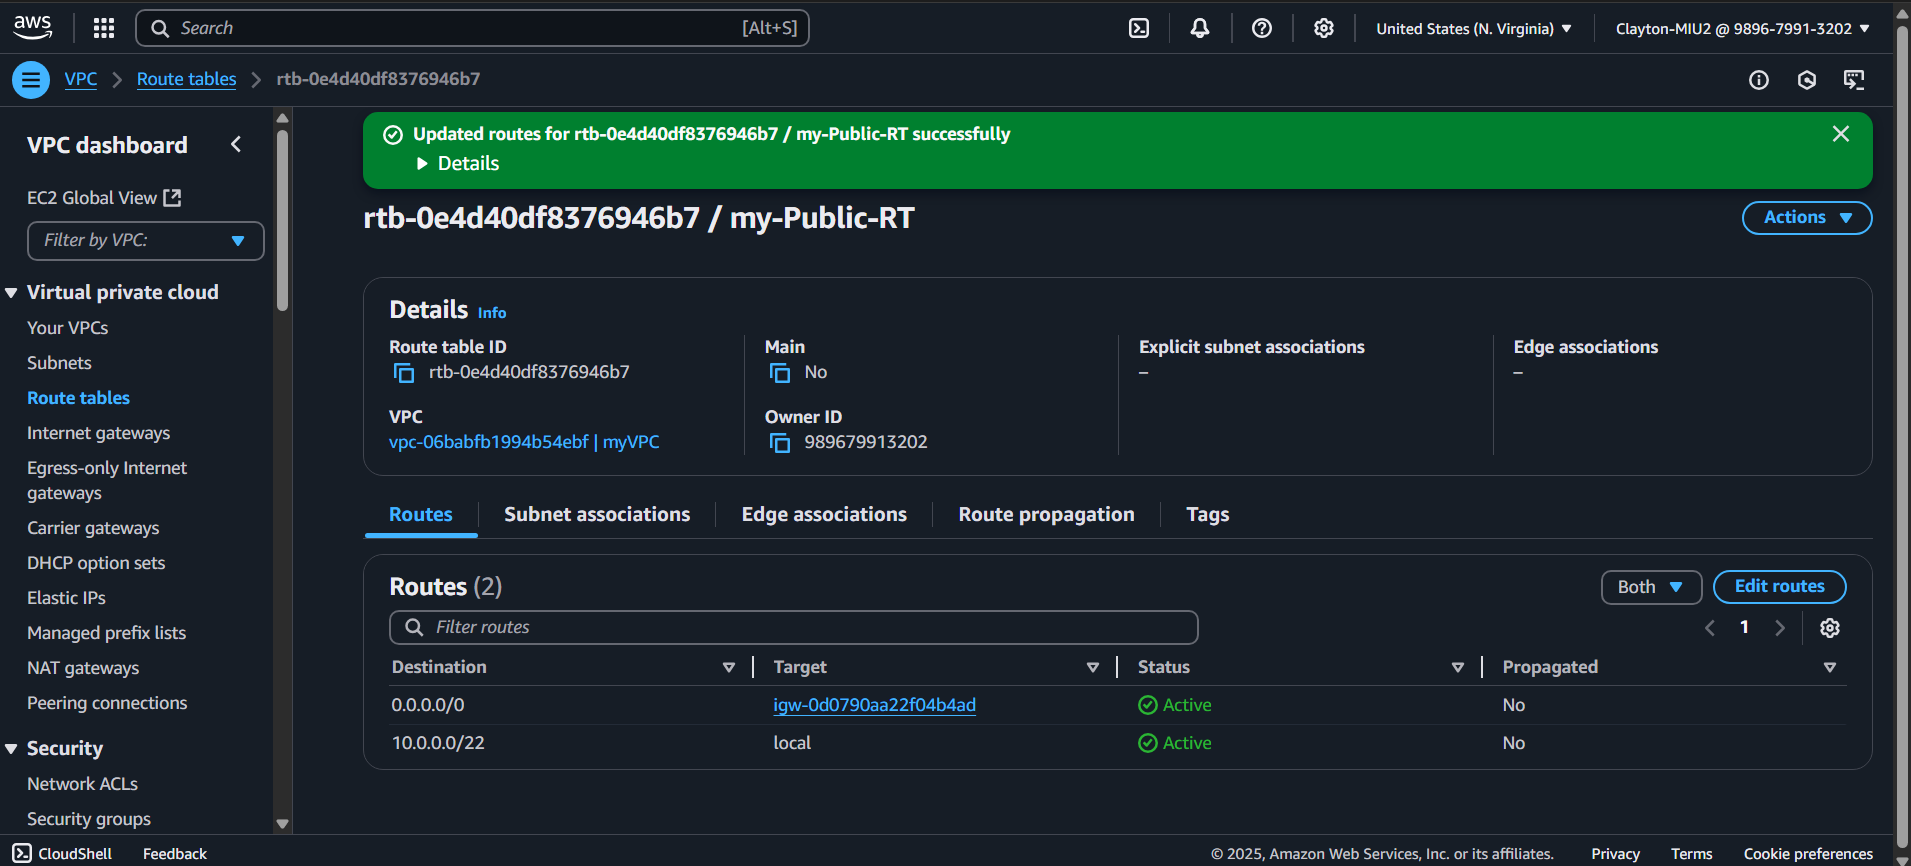 aws
Search [Alt+S]
United States (N. Virginia)
Clayton-MIU2 @ 9896-7991-3202
VPC
Route tables
rtb-0e4d40df8376946b7
VPC dashboard
EC2 Global View
Filter by VPC:
Virtual private cloud
Your VPCs
Subnets
Route tables
Internet gateways
Egress-only Internet
gateways
Carrier gateways
DHCP option sets
Elastic IPs
Managed prefix lists
NAT gateways
Peering connections
Security
Network ACLs
Security groups
Updated routes for rtb-0e4d40df8376946b7 / my-Public-RT successfully
Details
rtb-0e4d40df8376946b7 / my-Public-RT
Actions
Details Info
Route table ID
rtb-0e4d40df8376946b7
Main
No
Explicit subnet associations
–
Edge associations
–
VPC
vpc-06babfb1994b54ebf | myVPC
Owner ID
989679913202
Routes
Subnet associations
Edge associations
Route propagation
Tags
Routes (2)
Both
Edit routes
Filter routes
1
Destination Target Status Propagated
0.0.0.0/0 igw-0d0790aa22f04b4ad Active No
10.0.0.0/22 local Active No
CloudShell
Feedback
© 2025, Amazon Web Services, Inc. or its affiliates.
Privacy
Terms
Cookie preferences